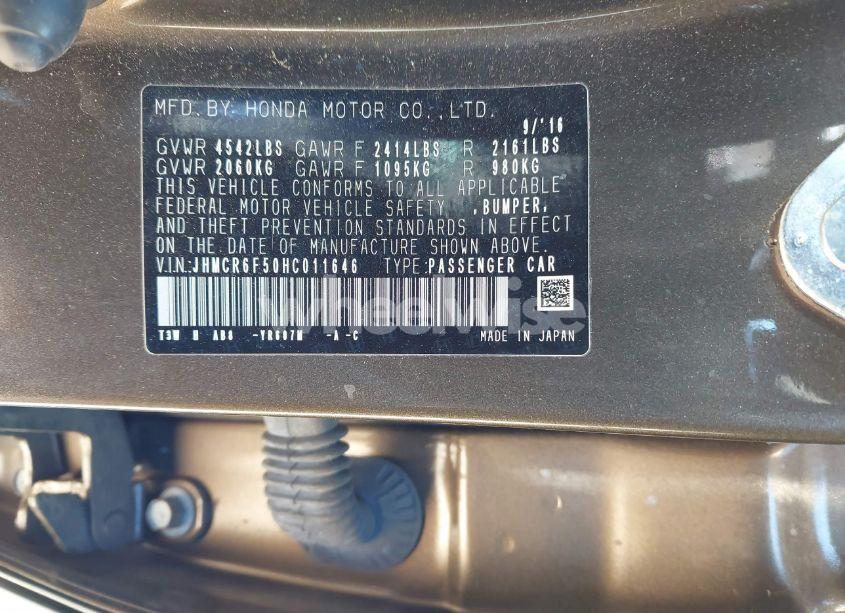 MFD. BY HONDA MOTOR CO., LTD.
9/'16
GVWR 4542LBS GAWR F 2414LBS R 2161LBS
GVWR 2060KG GAWR F 1095KG R 980KG
THIS VEHICLE CONFORMS TO ALL APPLICABLE
FEDERAL MOTOR VEHICLE SAFETY ,BUMPER,
AND THEFT PREVENTION STANDARDS IN EFFECT
ON THE DATE OF MANUFACTURE SHOWN ABOVE.
V.I.N:JHMCR6F50HC011646 TYPE:PASSENGER CAR
wheelwise
-A -C MADE IN JAPAN